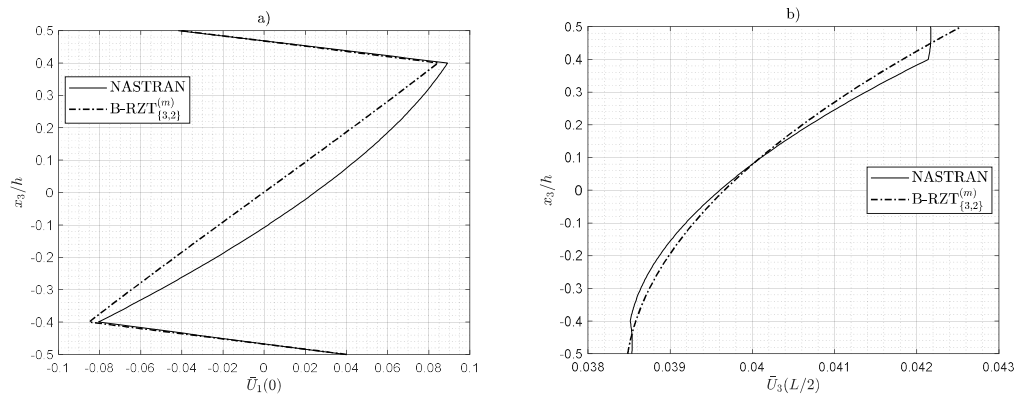 a)
0.5
0.4
0.3
0.2
0.1
0
-0.1
-0.2
-0.3
-0.4
-0.5
x₃/h
NASTRAN
B-RZT^{(m)}_{{3,2}}
-0.1 -0.08 -0.06 -0.04 -0.02 0 0.02 0.04 0.06 0.08 0.1
Ū₁(0)
b)
0.5
0.4
0.3
0.2
0.1
0
-0.1
-0.2
-0.3
-0.4
-0.5
x₃/h
NASTRAN
B-RZT^{(m)}_{{3,2}}
0.038 0.039 0.04 0.041 0.042 0.043
Ū₃(L/2)